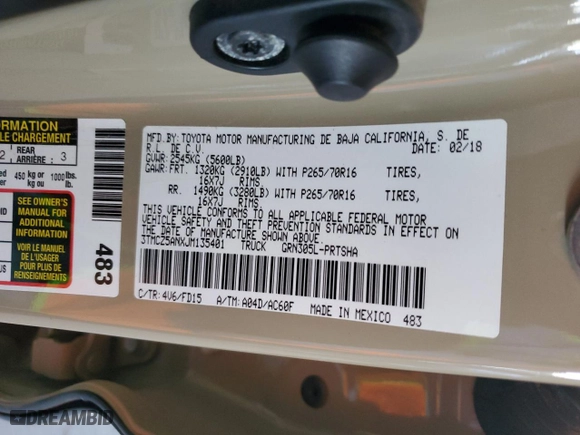 ORMATION
LE CHARGEMENT
2 REAR ARRIÈRE : 3
450 kg or 1000 lbs.
SEE OWNER'S
MANUAL FOR
ADDITIONAL
INFORMATION
VOIR LE MANUEL
DE L'USAGER
POUR PLUS DE
RENSEIGNEMENTS
483
MFD.BY:TOYOTA MOTOR MANUFACTURING DE BAJA CALIFORNIA, S. DE
R.L. DE C.V. DATE: 02/18
GVWR:2545KG (5600LB)
GAWR:FRT. 1320KG (2910LB) WITH P265/70R16 TIRES,
16X7J RIMS
RR. 1490KG (3280LB) WITH P265/70R16 TIRES,
16X7J RIMS
THIS VEHICLE CONFORMS TO ALL APPLICABLE FEDERAL MOTOR
VEHICLE SAFETY AND THEFT PREVENTION STANDARDS IN EFFECT ON
THE DATE OF MANUFACTURE SHOWN ABOVE.
3TMCZ5ANXJM135401 TRUCK GRN305L-PRTSHA
C/TR: 4V6/FD15 A/TM: A04D/AC60F MADE IN MEXICO 483
DREAMBID